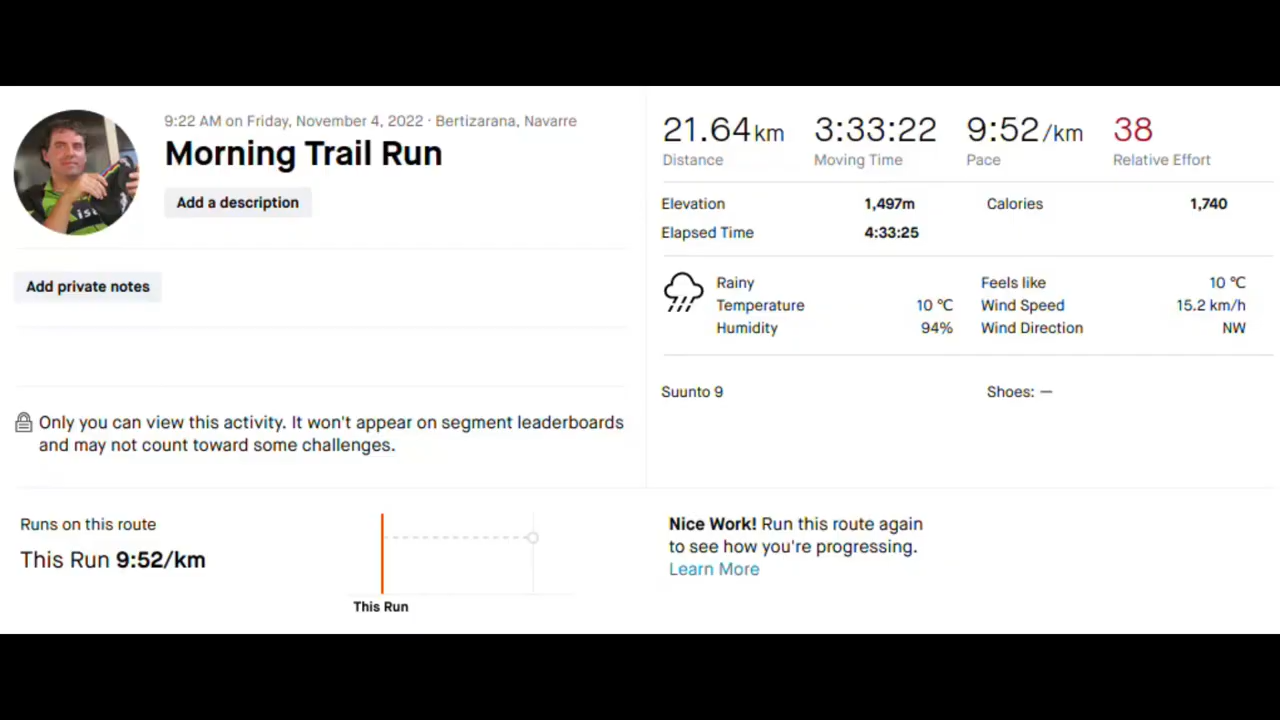 9:22 AM on Friday, November 4, 2022 · Bertizarana, Navarre
Morning Trail Run
Add a description
Add private notes
Only you can view this activity. It won't appear on segment leaderboards
and may not count toward some challenges.
21.64 km 3:33:22 9:52 /km 38
Distance Moving Time Pace Relative Effort
Elevation 1,497m Calories 1,740
Elapsed Time 4:33:25
Rainy Feels like 10 ℃
Temperature 10 ℃ Wind Speed 15.2 km/h
Humidity 94% Wind Direction NW
Suunto 9 Shoes: —
Runs on this route
This Run 9:52/km
This Run
Nice Work! Run this route again
to see how you're progressing.
Learn More